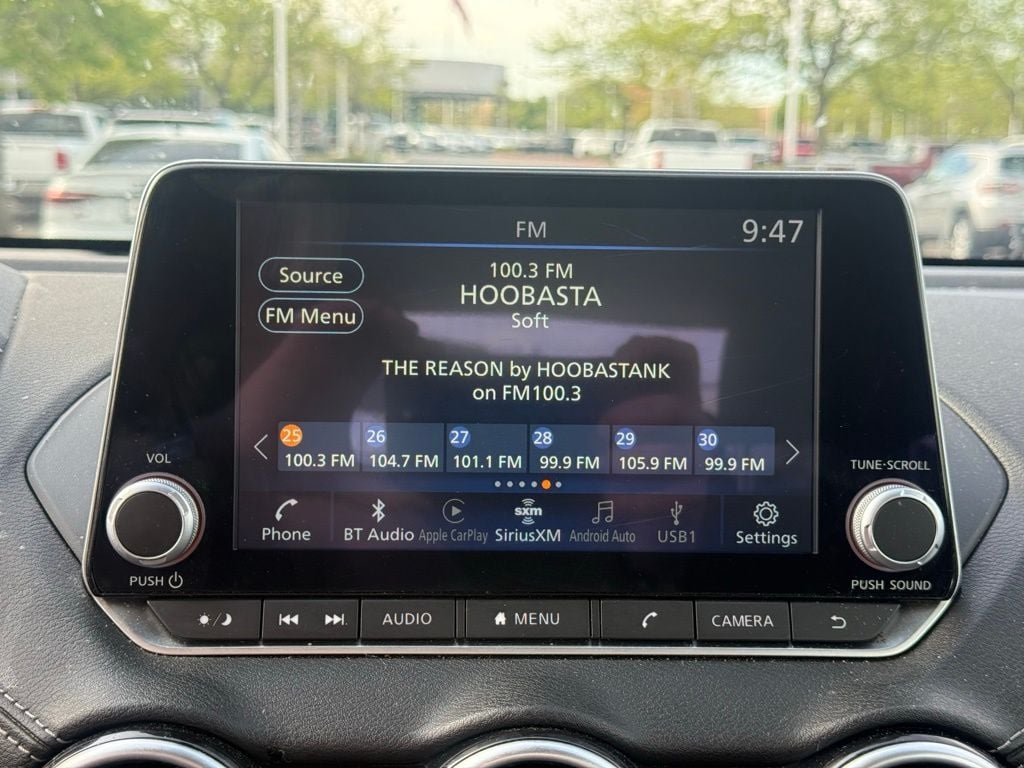 FM
9:47
Source
FM Menu
100.3 FM
HOOBASTA
Soft
THE REASON by HOOBASTANK
on FM100.3
25 26 27 28 29 30
100.3 FM 104.7 FM 101.1 FM 99.9 FM 105.9 FM 99.9 FM
VOL
TUNE·SCROLL
sxm
Phone BT Audio Apple CarPlay SiriusXM Android Auto USB1 Settings
PUSH
PUSH SOUND
AUDIO MENU CAMERA